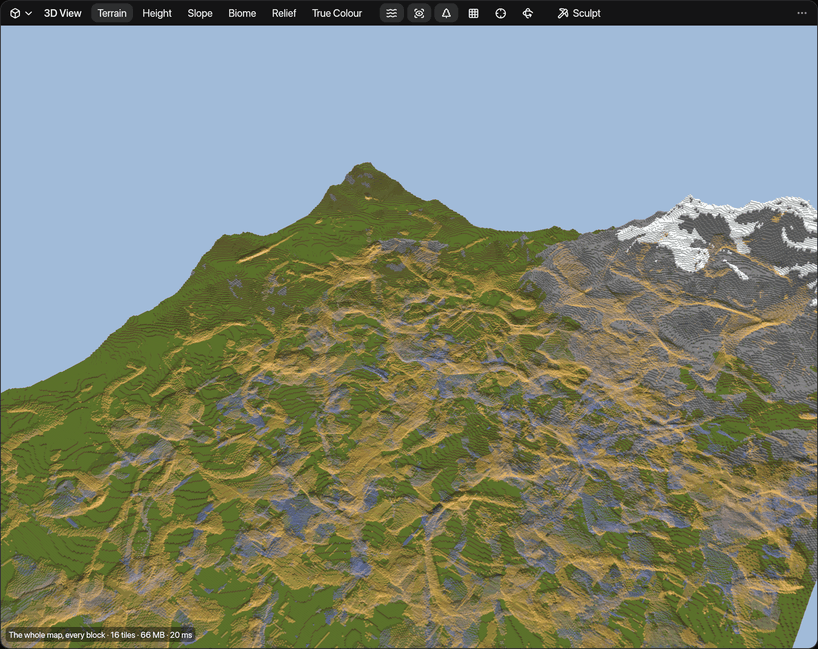 3D View Terrain Height Slope Biome Relief True Colour Sculpt
The whole map, every block · 16 tiles · 66 MB · 20 ms